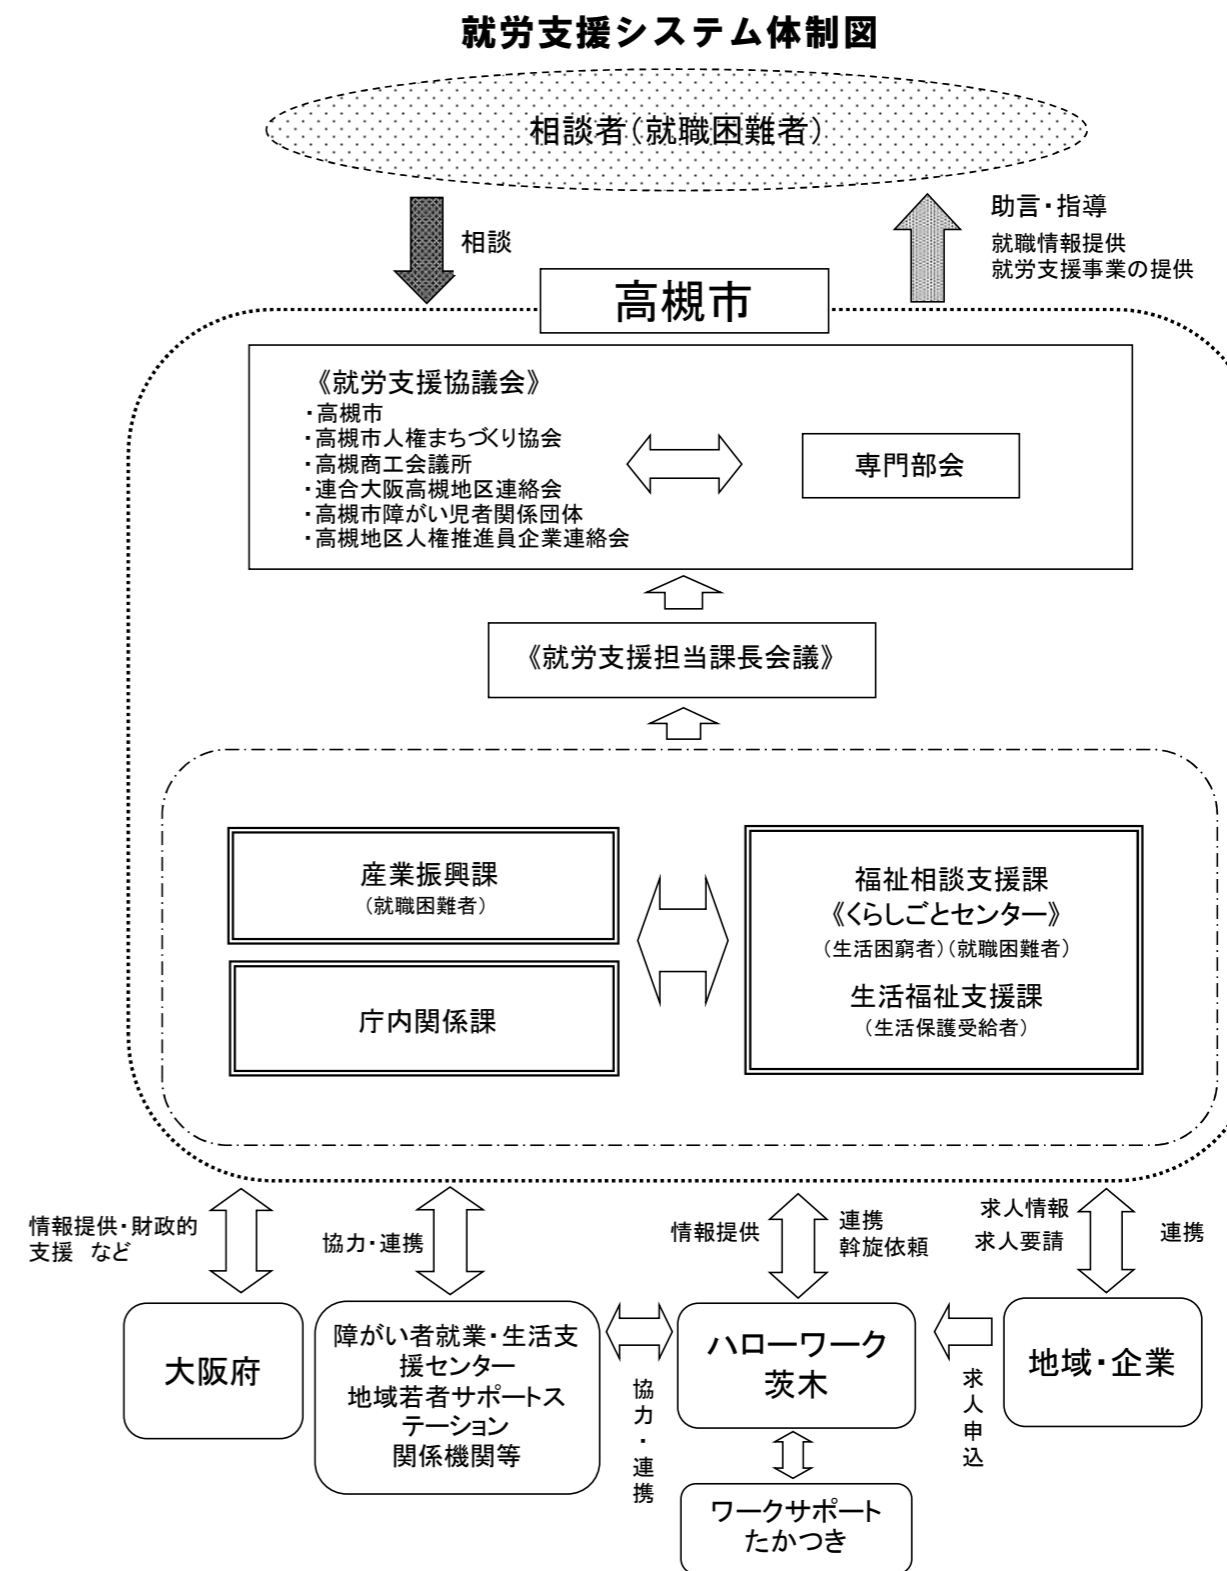 就労支援システム体制図
相談者（就職困難者）
相談
助言・指導
就職情報提供
就労支援事業の提供
高槻市
《就労支援協議会》
・高槻市
・高槻市人権まちづくり協会
・高槻商工会議所
・連合大阪高槻地区連絡会
・高槻市障がい児者関係団体
・高槻地区人権推進員企業連絡会
専門部会
《就労支援担当課長会議》
産業振興課
（就職困難者）
庁内関係課
福祉相談支援課
《くらしごとセンター》
（生活困窮者）（就職困難者）
生活福祉支援課
（生活保護受給者）
情報提供・財政的
支援　など
協力・連携
情報提供
連携
斡旋依頼
求人情報
求人要請
連携
大阪府
障がい者就業・生活支
援センター
地域若者サポートス
テーション
関係機関等
協力・連携
ハローワーク
茨木
求人申込
地域・企業
ワークサポート
たかつき